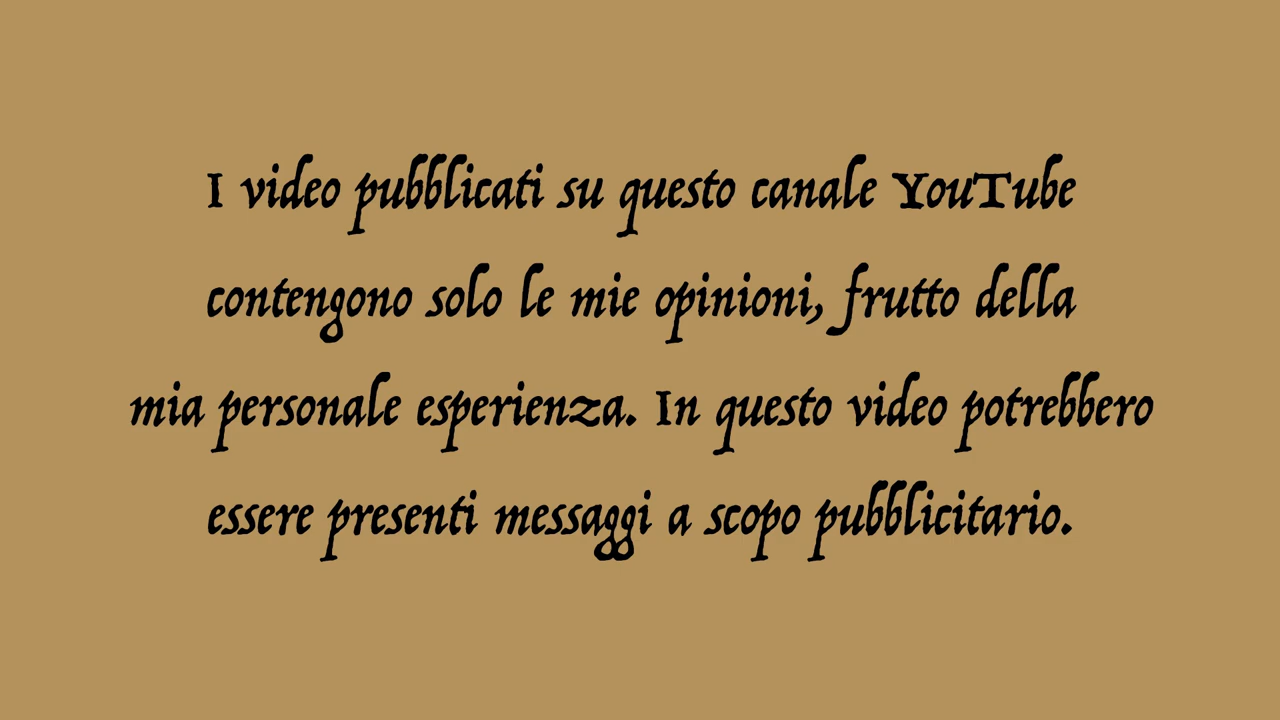 I video pubblicati su questo canale YouTube
contengono solo le mie opinioni, frutto della
mia personale esperienza. In questo video potrebbero
essere presenti messaggi a scopo pubblicitario.